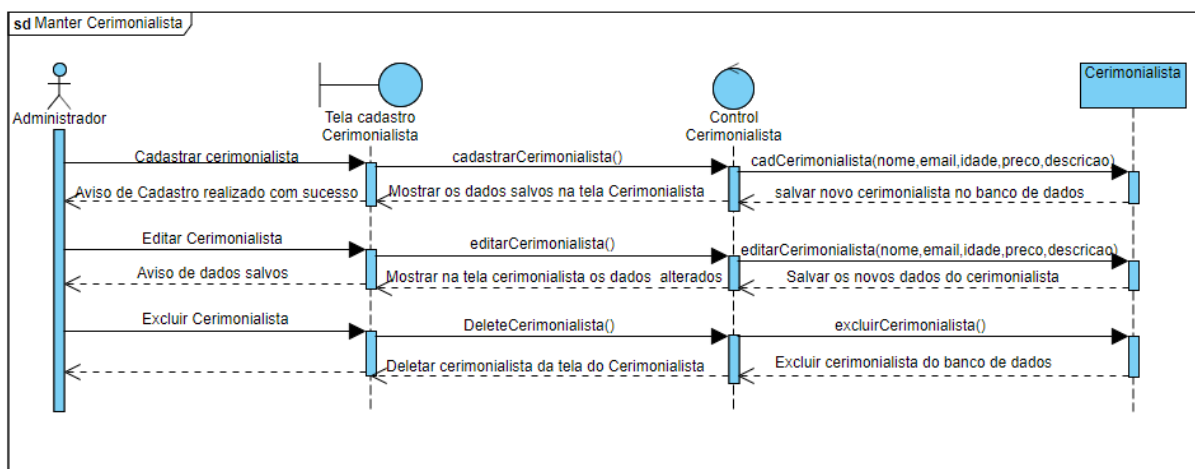 sd Manter Cerimonialista
Administrador
Tela cadastro
Cerimonialista
Control
Cerimonialista
Cerimonialista
Cadastrar cerimonialista
cadastrarCerimonialista()
cadCerimonialista(nome,email,idade,preco,descricao)
Aviso de Cadastro realizado com sucesso
Mostrar os dados salvos na tela Cerimonialista
salvar novo cerimonialista no banco de dados
Editar Cerimonialista
editarCerimonialista()
editarCerimonialista(nome,email,idade,preco,descricao)
Aviso de dados salvos
Mostrar na tela cerimonialista os dados alterados
Salvar os novos dados do cerimonialista
Excluir Cerimonialista
DeleteCerimonialista()
excluirCerimonialista()
Deletar cerimonialista da tela do Cerimonialista
Excluir cerimonialista do banco de dados